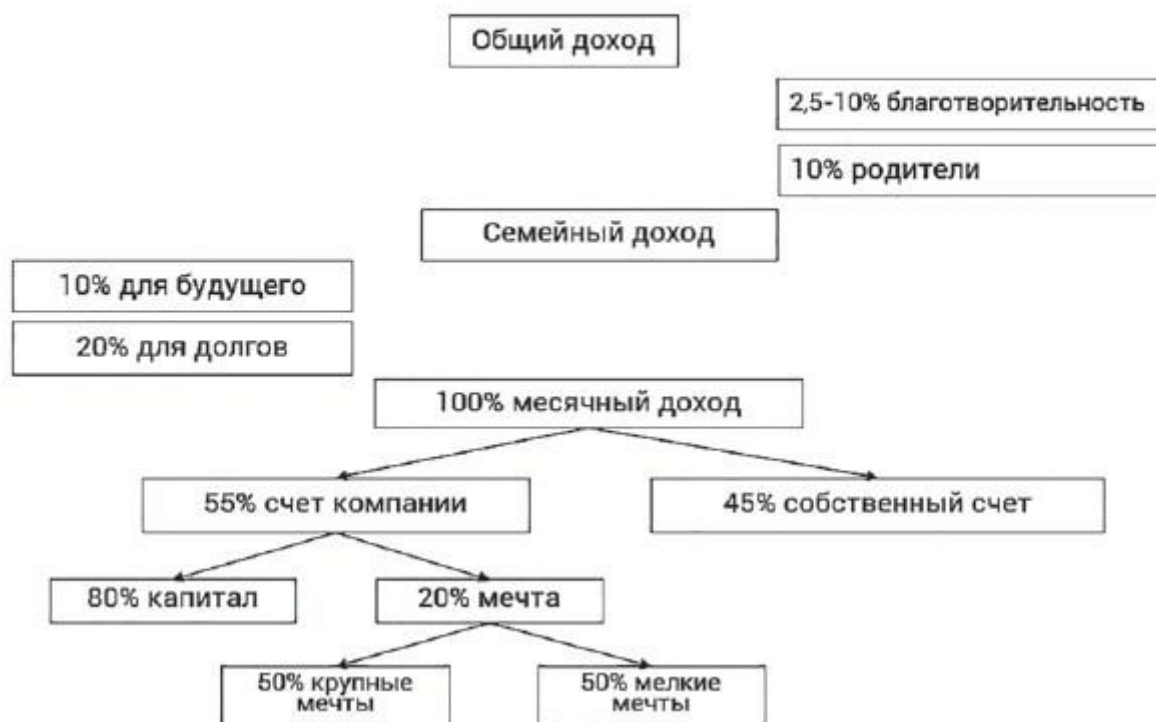 Общий доход
2,5-10% благотворительность
10% родители
Семейный доход
10% для будущего
20% для долгов
100% месячный доход
55% счет компании
45% собственный счет
80% капитал
20% мечта
50% крупные
мечты
50% мелкие
мечты